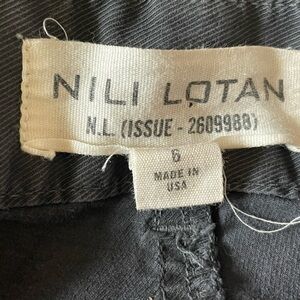 NILI LOTAN
N.L. (ISSUE - 2609988)
6
MADE IN
USA